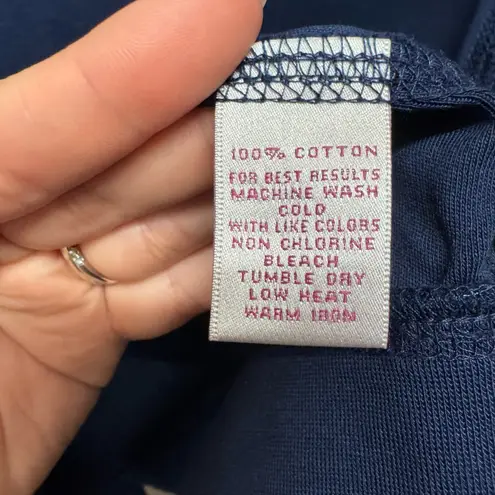 100% COTTON
FOR BEST RESULTS
MACHINE WASH
COLD
WITH LIKE COLORS
NON CHLORINE
BLEACH
TUMBLE DRY
LOW HEAT
WARM IRON